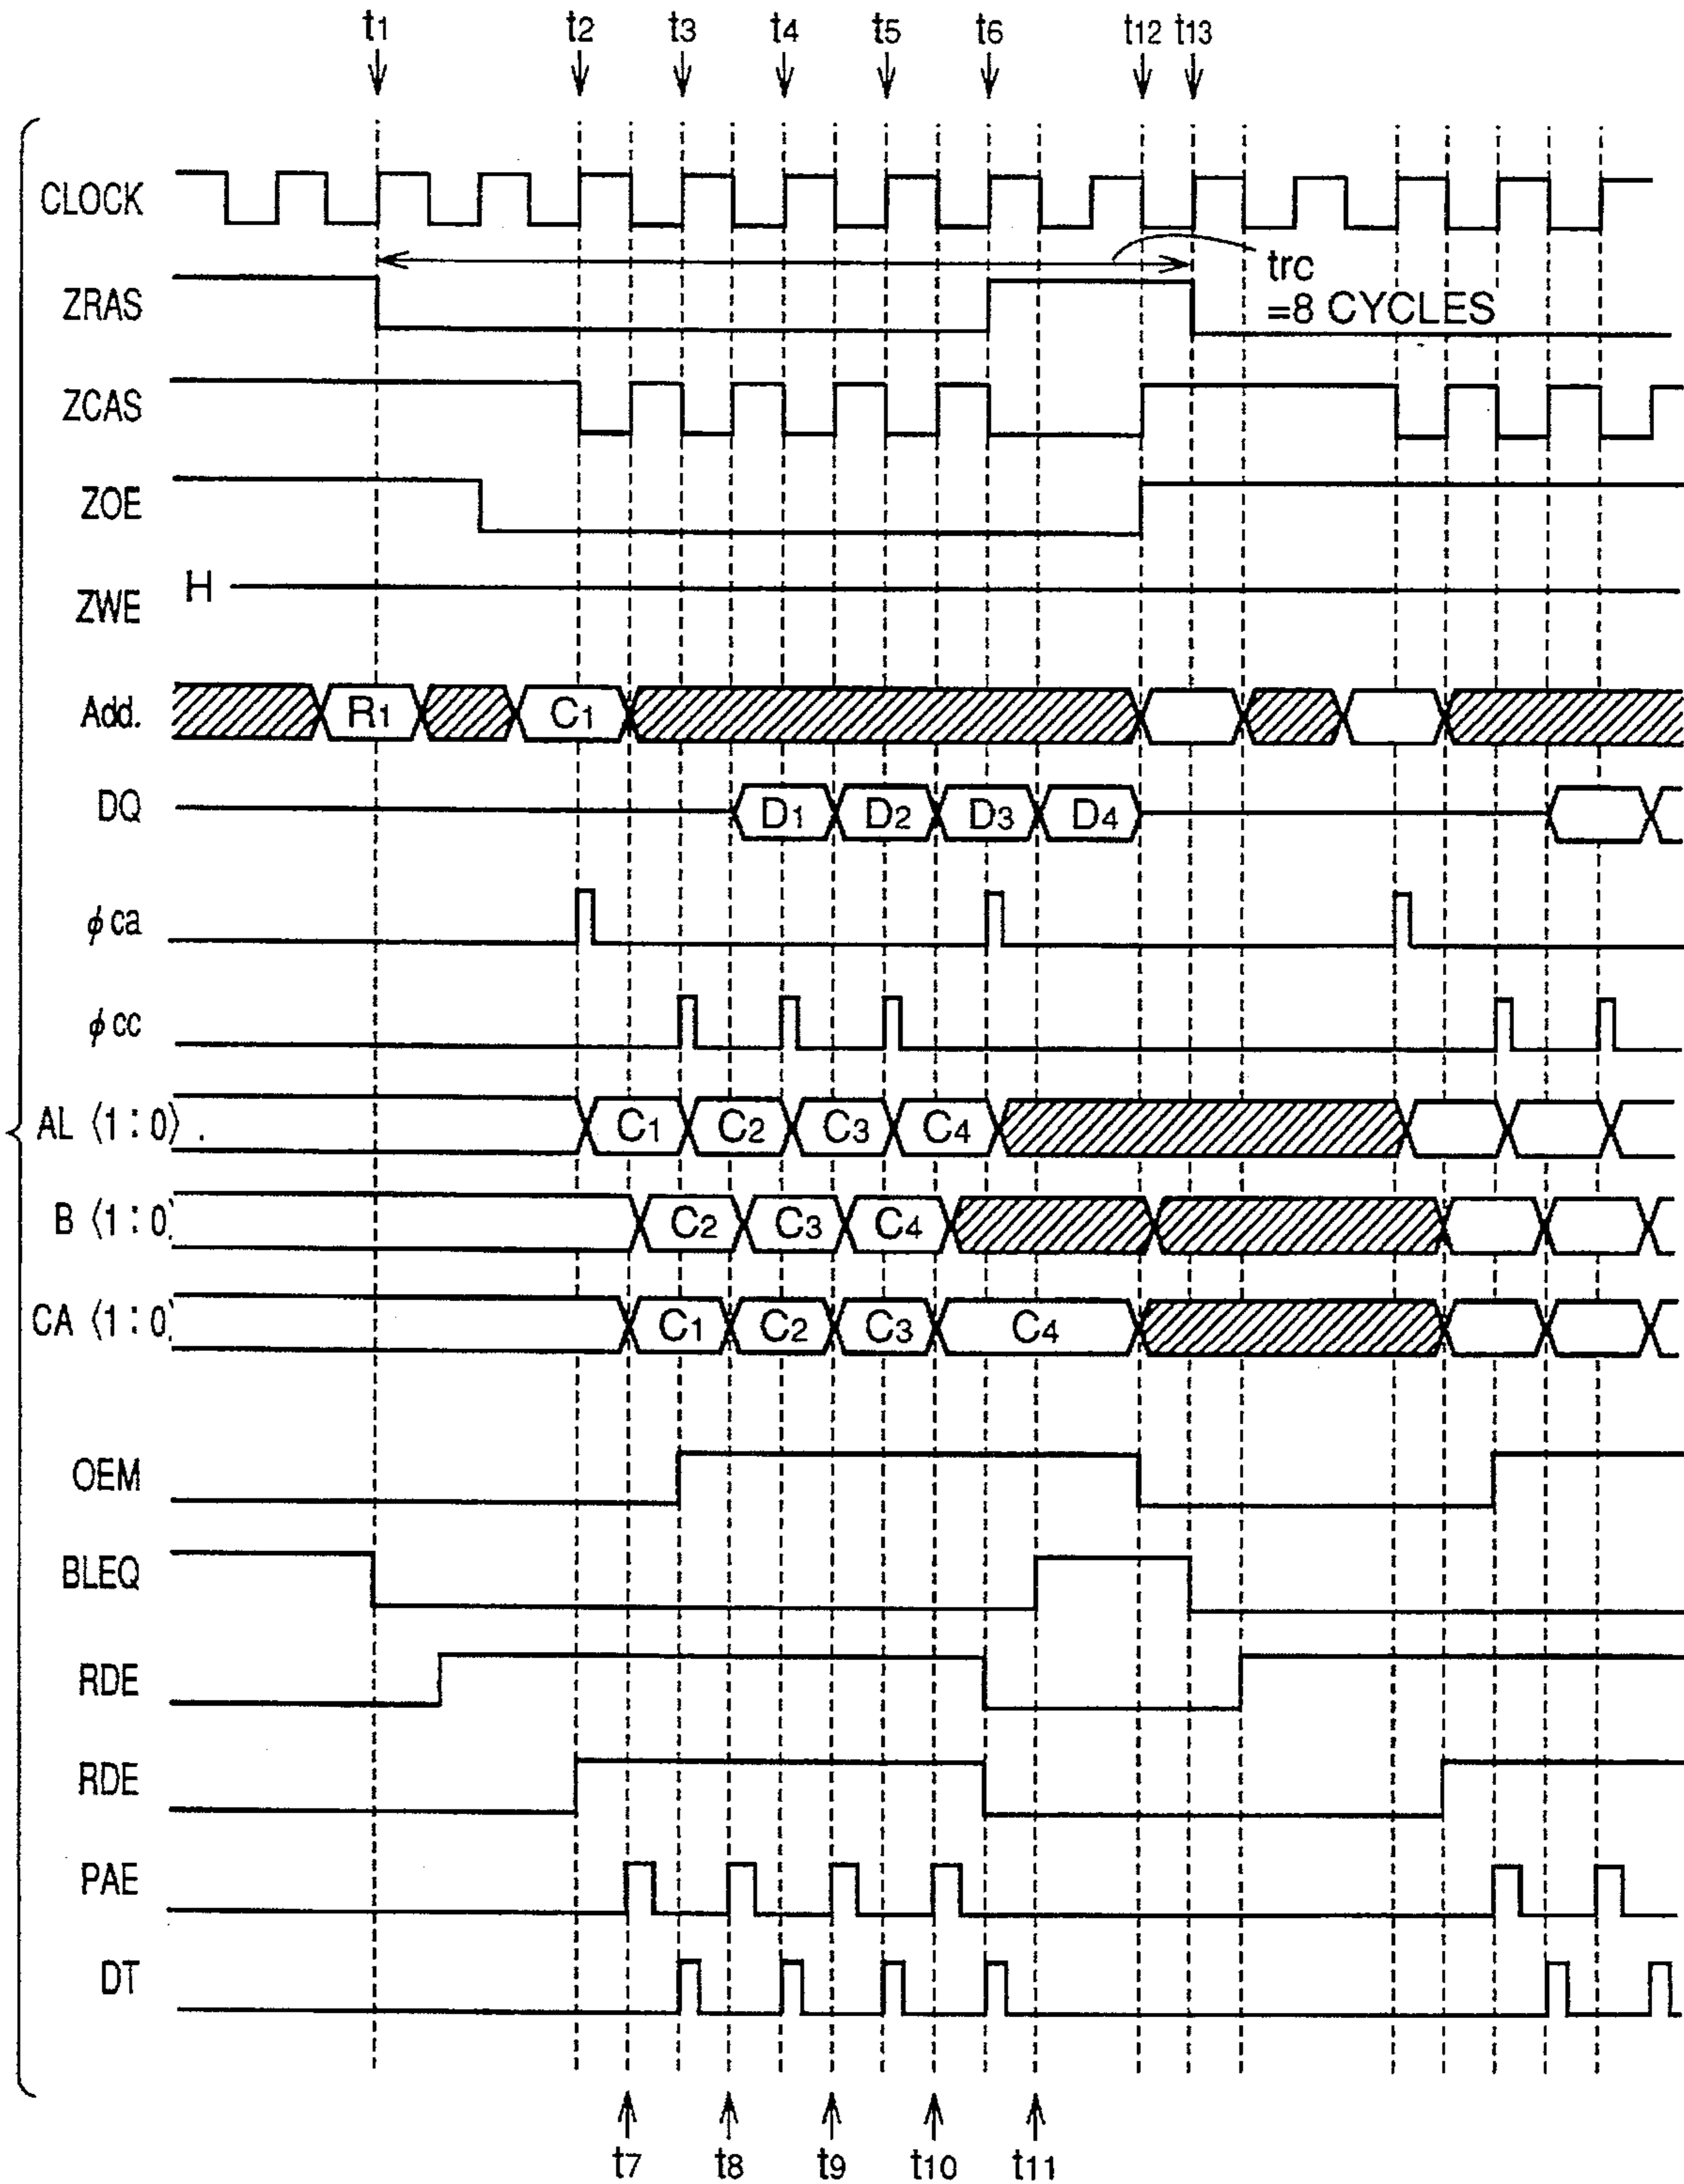 t1 t2 t3 t4 t5 t6 t12 t13
CLOCK
trc
=8 CYCLES
ZRAS
ZCAS
ZOE
ZWE H
Add. R1 C1
DQ D1 D2 D3 D4
φca
φcc
AL ⟨1:0⟩. C1 C2 C3 C4
B ⟨1:0⟩ C2 C3 C4
CA ⟨1:0⟩ C1 C2 C3 C4
OEM
BLEQ
RDE
RDE
PAE
DT
t7 t8 t9 t10 t11